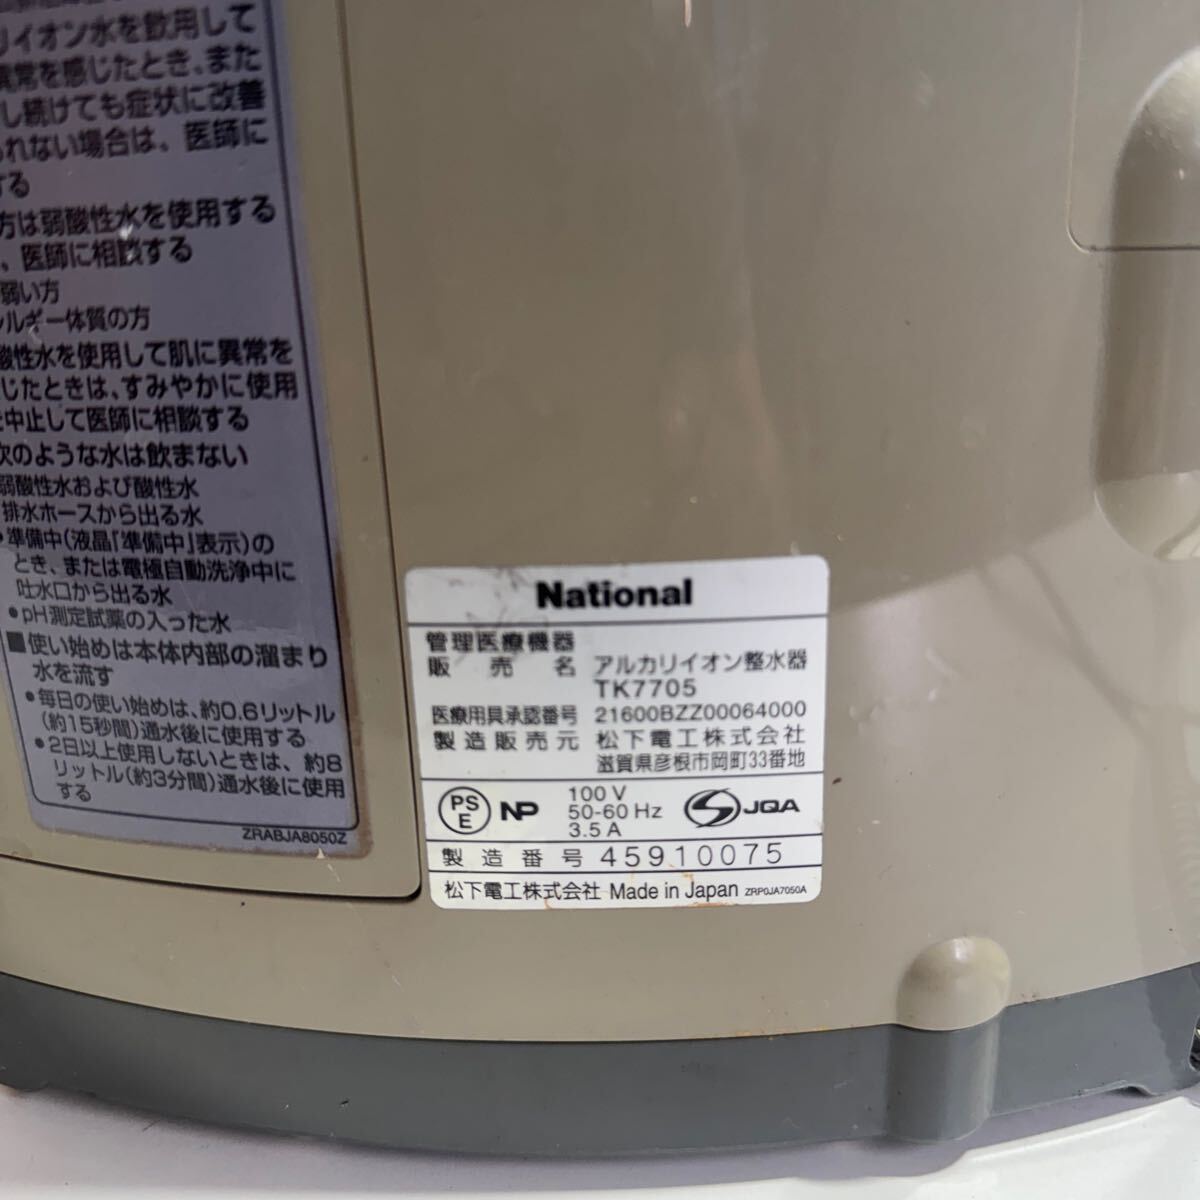 リイオン水を飲用して
異常を感じたとき、また
し続けても症状に改善
れない場合は、医師に
する
方は弱酸性水を使用する
、医師に相談する
弱い方
ルギー体質の方
酸性水を使用して肌に異常を
じたときは、すみやかに使用
を中止して医師に相談する
次のような水は飲まない
弱酸性水および酸性水
排水ホースから出る水
・準備中(液晶「準備中」表示)の
とき、または電極自動洗浄中に
吐水口から出る水
●pH測定試薬の入った水
■使い始めは本体内部の溜まり
水を流す
●毎日の使い始めは、約0.6リットル
(約15秒間)通水後に使用する
●2日以上使用しないときは、約8
リットル(約3分間)通水後に使用
する
ZRABJA8050Z
National
管理医療機器
販売名 アルカリイオン整水器
TK7705
医療用具承認番号 21600BZZ00064000
製造販売元 松下電工株式会社
滋賀県彦根市岡町33番地
PS
E
NP
100 V
50-60 Hz
3.5 A
JQA
製造番号 45910075
松下電工株式会社 Made in Japan ZRP0JA7050A